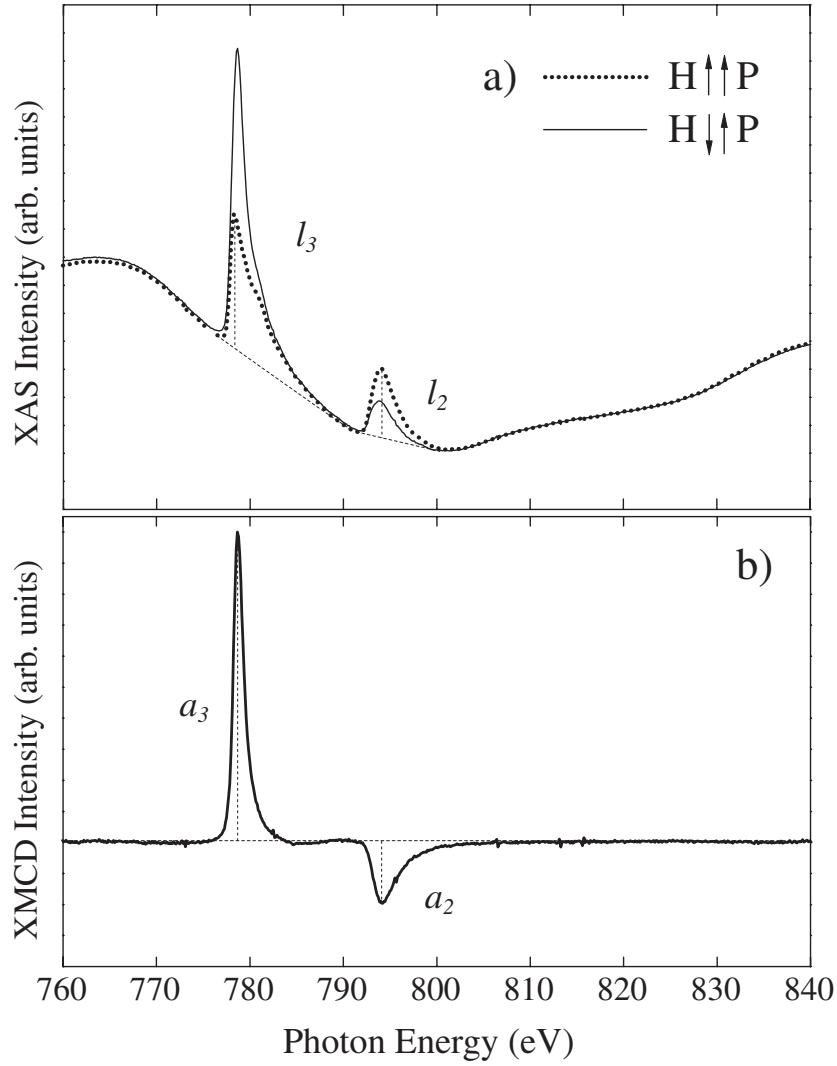 XAS Intensity (arb. units)
a)
H ↑ ↑ P
H ↓ ↑ P
l3
l2
XMCD Intensity (arb. units)
b)
a3
a2
760 770 780 790 800 810 820 830 840
Photon Energy (eV)